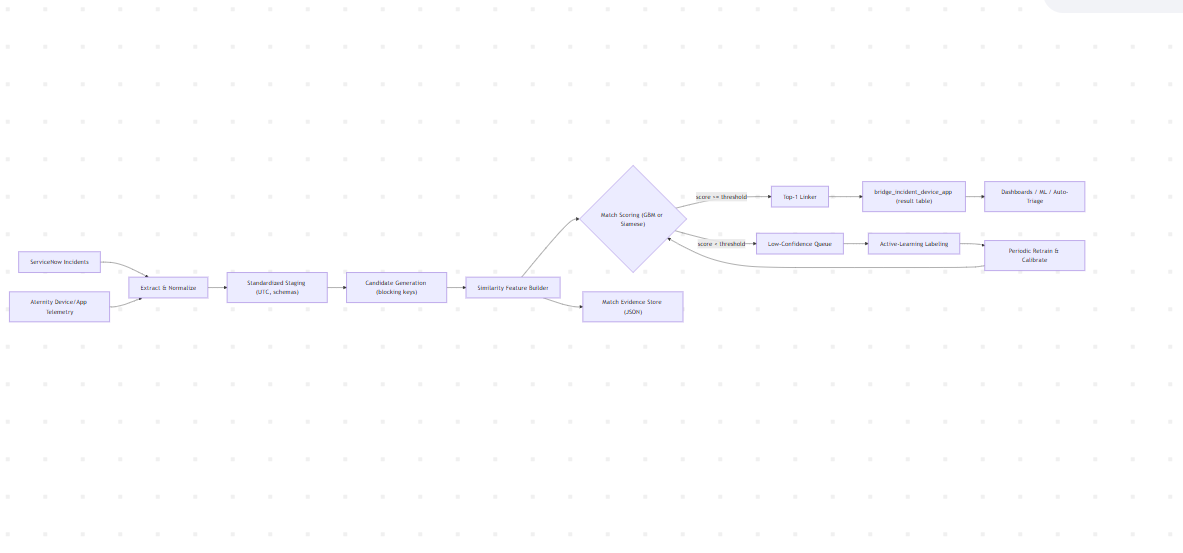 ServiceNow Incidents
Aternity Device/App
Telemetry
Extract & Normalize
Standardized Staging
(UTC, schemas)
Candidate Generation
(blocking keys)
Similarity Feature Builder
Match Scoring (GBM or
Siamese)
Match Evidence Store
(JSON)
score >= threshold
Top-1 Linker
bridge_incident_device_app
(result table)
Dashboards / ML / Auto-
Triage
score < threshold
Low-Confidence Queue
Active-Learning Labeling
Periodic Retrain &
Calibrate